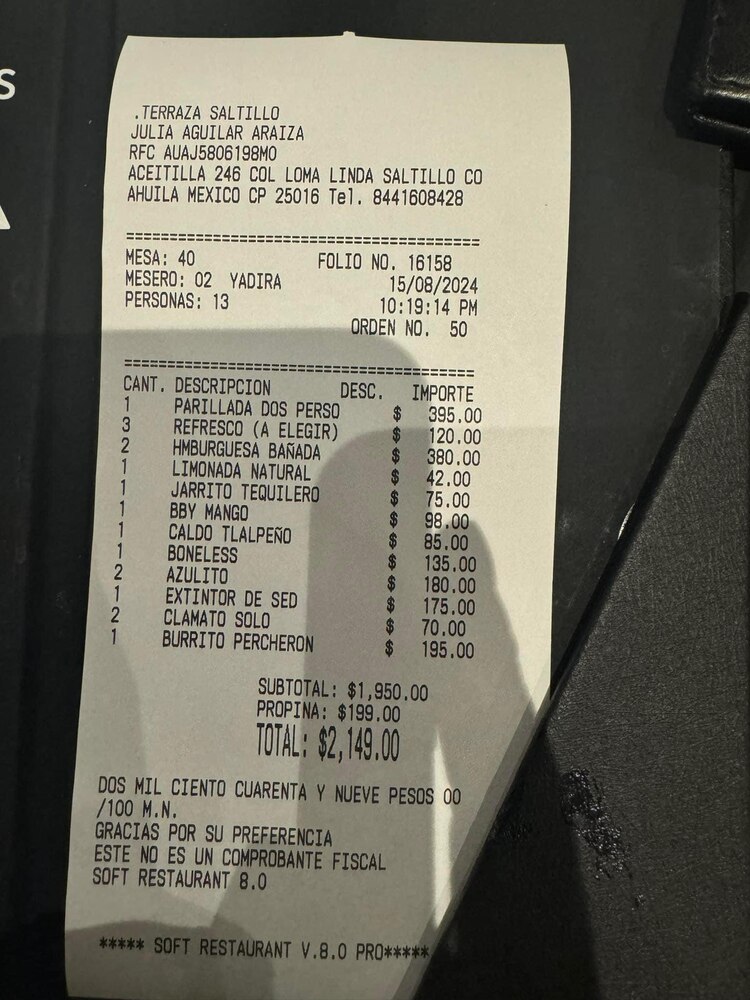 S
A
.TERRAZA SALTILLO
JULIA AGUILAR ARAIZA
RFC AUAJ5806198M0
ACEITILLA 246 COL LOMA LINDA SALTILLO CO
AHUILA MEXICO CP 25016 Tel. 8441608428
========================================
MESA: 40 FOLIO NO. 16158
MESERO: 02 YADIRA 15/08/2024
PERSONAS: 13 10:19:14 PM
ORDEN NO. 50
========================================
CANT. DESCRIPCION DESC. IMPORTE
1 PARILLADA DOS PERSO $ 395.00
3 REFRESCO (A ELEGIR) $ 120.00
2 HMBURGUESA BAÑADA $ 380.00
1 LIMONADA NATURAL $ 42.00
1 JARRITO TEQUILERO $ 75.00
1 BBY MANGO $ 98.00
1 CALDO TLALPEÑO $ 85.00
1 BONELESS $ 135.00
2 AZULITO $ 180.00
1 EXTINTOR DE SED $ 175.00
2 CLAMATO SOLO $ 70.00
1 BURRITO PERCHERON $ 195.00
SUBTOTAL: $1,950.00
PROPINA: $199.00
TOTAL: $2,149.00
DOS MIL CIENTO CUARENTA Y NUEVE PESOS 00
/100 M.N.
GRACIAS POR SU PREFERENCIA
ESTE NO ES UN COMPROBANTE FISCAL
SOFT RESTAURANT 8.0
***** SOFT RESTAURANT V.8.0 PRO*****